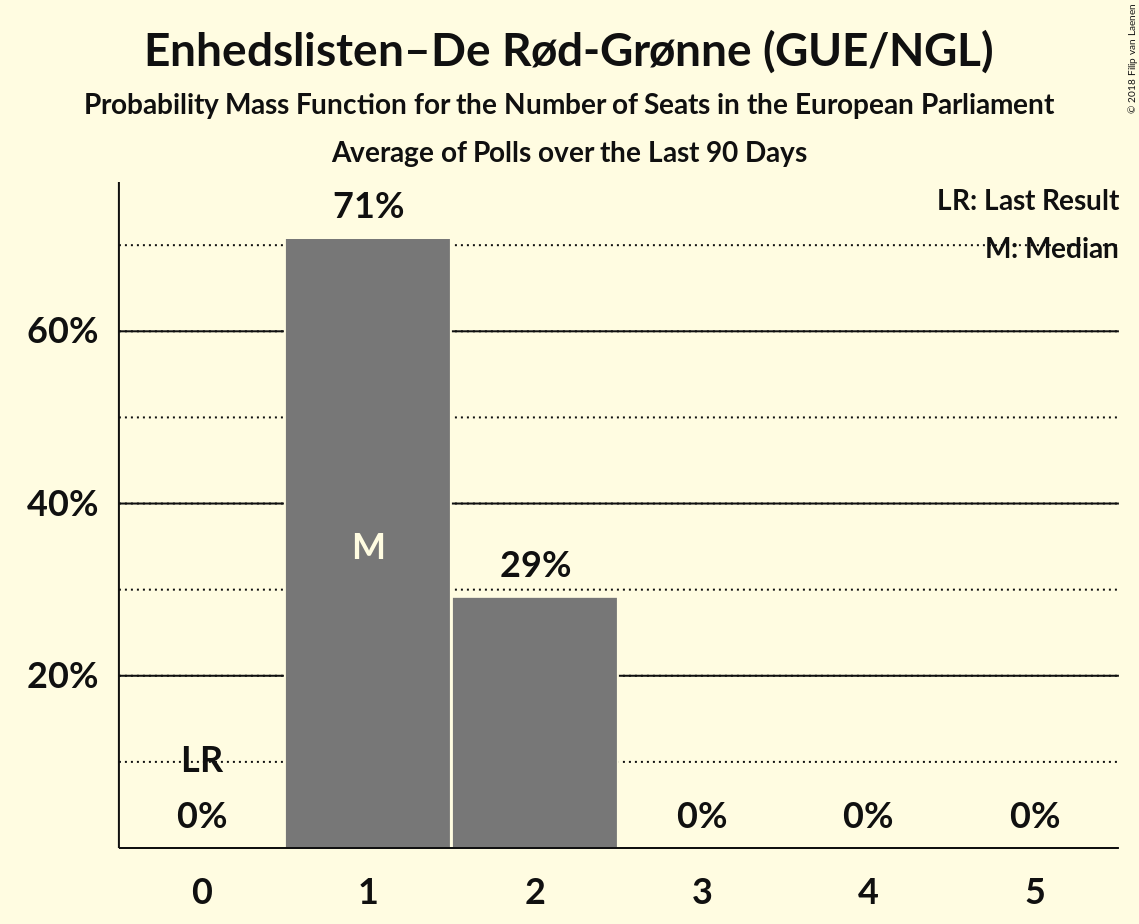 Enhedslisten–De Rød-Grønne (GUE/NGL)
Probability Mass Function for the Number of Seats in the European Parliament
Average of Polls over the Last 90 Days
© 2018 Filip van Laenen
LR: Last Result
M: Median
71%
60%
40%
M
29%
20%
LR
0%
0%
0%
0%
0
1
2
3
4
5